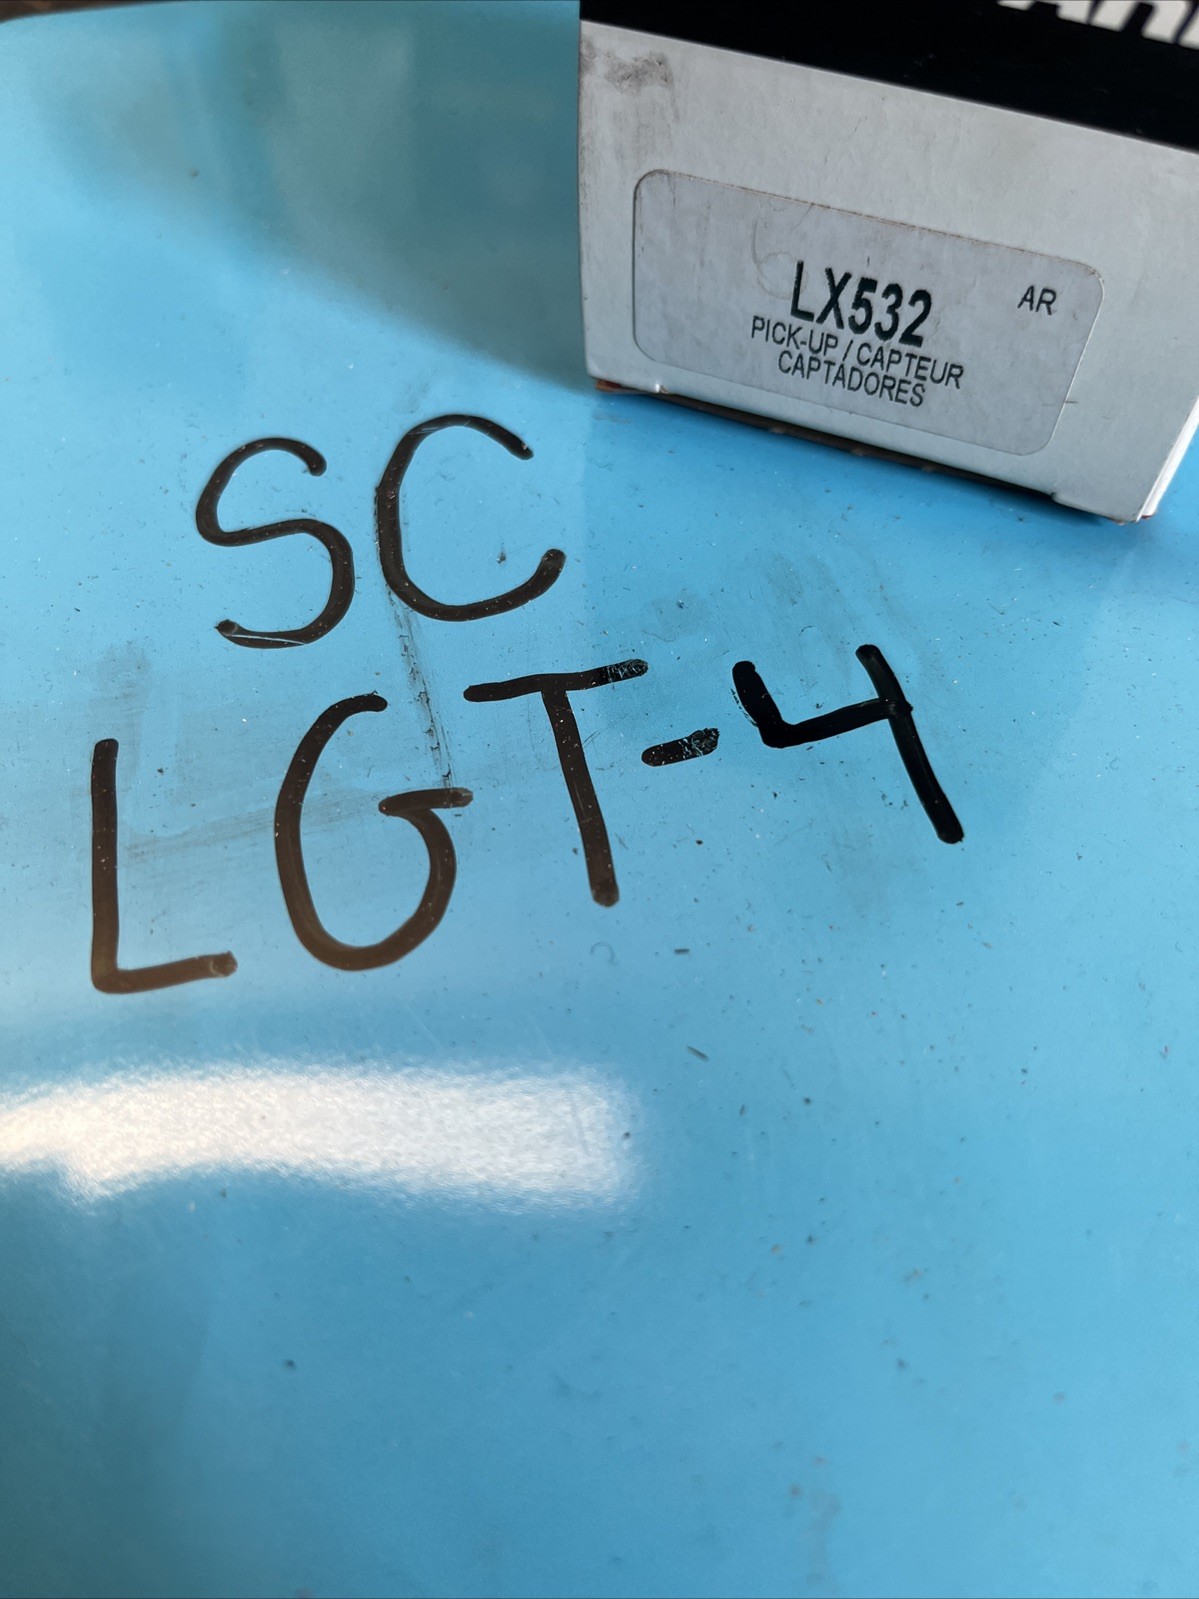 LX532
AR
PICK-UP / CAPTEUR
CAPTADORES
SC
LGT-4